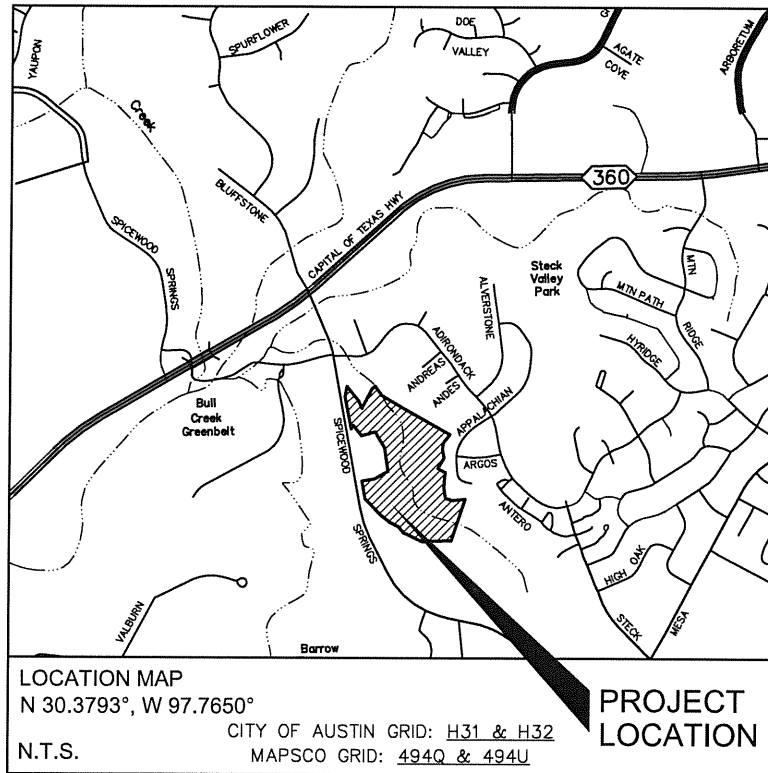 YAUPON
SPURFLOWER
DOE
VALLEY
AGATE
COVE
ARBORETUM
Creek
BLUFFSTONE
360
SPICEWOOD
SPRINGS
CAPITAL OF TEXAS HWY
Steck
Valley
Park
MTN
MTN PATH
RIDGE
HYRIDGE
ALVERSTONE
ADIRONDACK
ANDREAS
ANDES
APPALACHIAN
Bull
Creek
Greenbelt
SPICEWOOD
SPRINGS
ARGOS
ANTERO
HIGH OAK
STECK
MESA
VALBURN
Barrow
LOCATION MAP
N 30.3793°, W 97.7650°
N.T.S.
CITY OF AUSTIN GRID: H31 & H32
MAPSCO GRID: 494Q & 494U
PROJECT
LOCATION